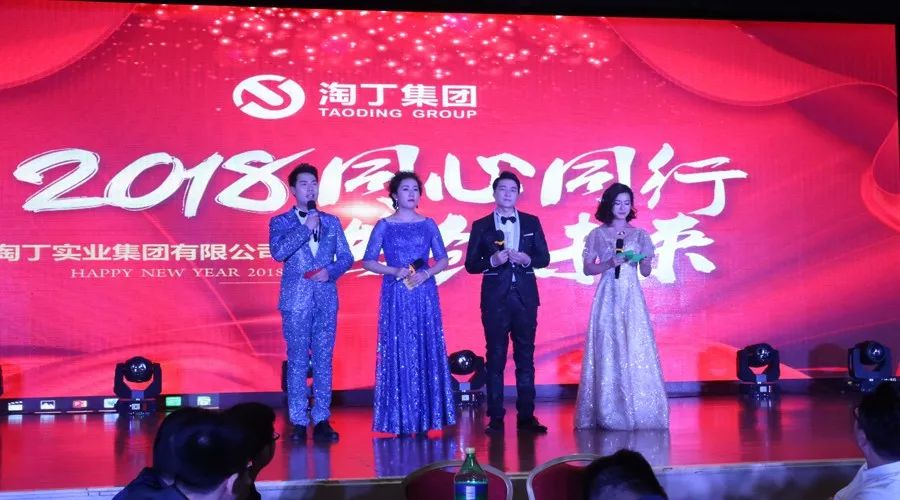 淘丁集团
TAODING GROUP
2018同心同行
来
淘丁实业集团有限公司
HAPPY NEW YEAR 2018